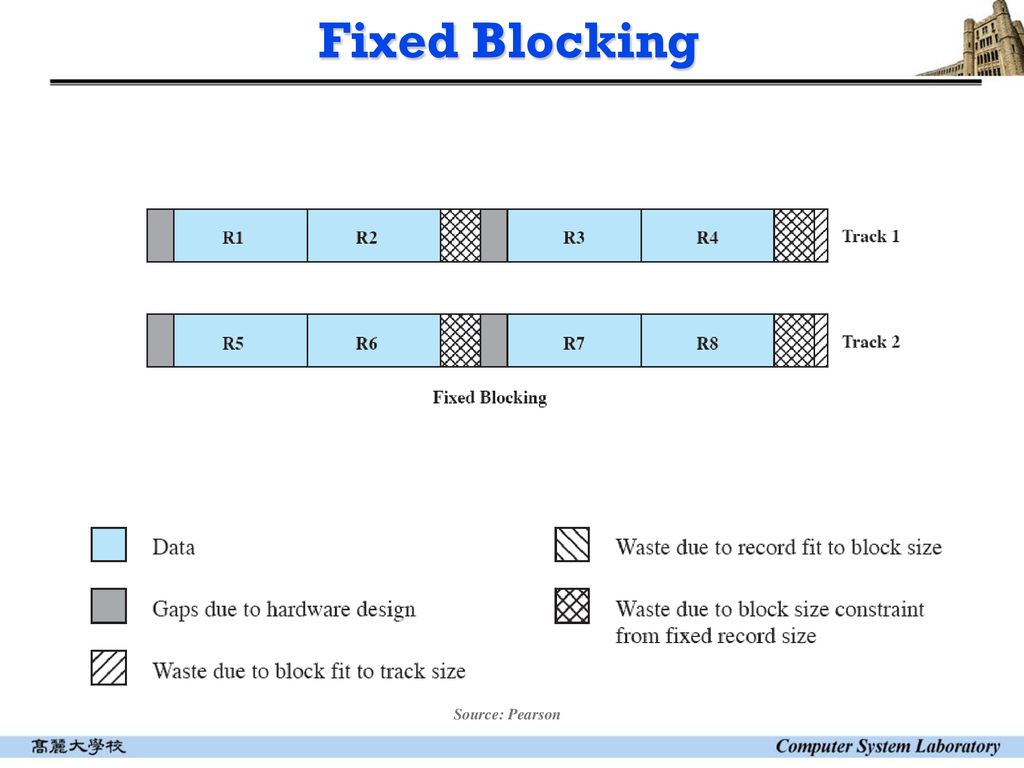 Fixed Blocking
R1 R2 R3 R4 Track 1
R5 R6 R7 R8 Track 2
Fixed Blocking
Data
Waste due to record fit to block size
Gaps due to hardware design
Waste due to block size constraint
from fixed record size
Waste due to block fit to track size
Source: Pearson
髙麗大學校
Computer System Laboratory